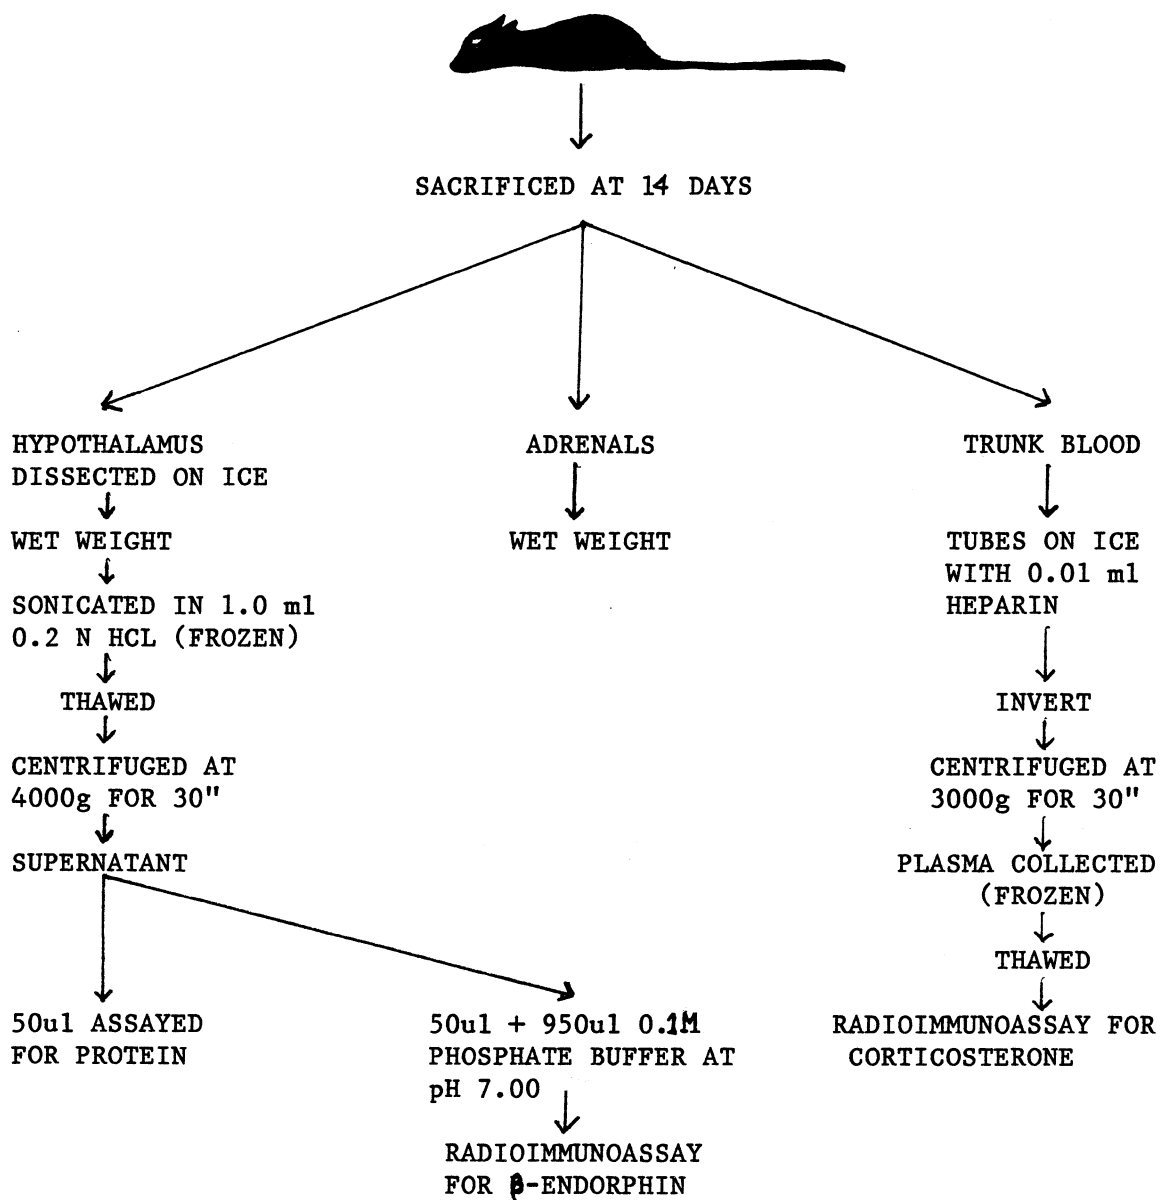 SACRIFICED AT 14 DAYS
HYPOTHALAMUS
DISSECTED ON ICE
WET WEIGHT
SONICATED IN 1.0 ml
0.2 N HCL (FROZEN)
THAWED
CENTRIFUGED AT
4000g FOR 30"
SUPERNATANT
50ul ASSAYED
FOR PROTEIN
50ul + 950ul 0.1M
PHOSPHATE BUFFER AT
pH 7.00
RADIOIMMUNOASSAY
FOR β-ENDORPHIN
ADRENALS
WET WEIGHT
TRUNK BLOOD
TUBES ON ICE
WITH 0.01 ml
HEPARIN
INVERT
CENTRIFUGED AT
3000g FOR 30"
PLASMA COLLECTED
(FROZEN)
THAWED
RADIOIMMUNOASSAY FOR
CORTICOSTERONE